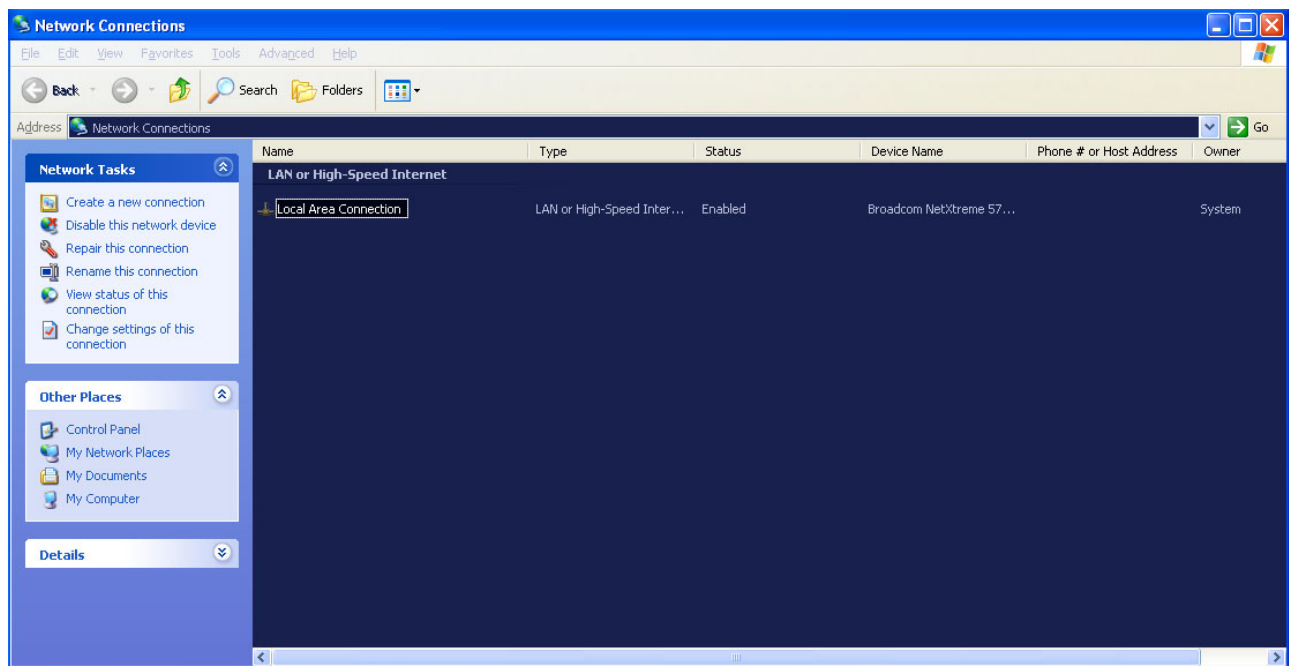 Network Connections
File Edit View Favorites Tools Advanced Help
Back Search Folders
Address Network Connections Go
Name Type Status Device Name Phone # or Host Address Owner
LAN or High-Speed Internet
Local Area Connection LAN or High-Speed Inter... Enabled Broadcom NetXtreme 57... System
Network Tasks
Create a new connection
Disable this network device
Repair this connection
Rename this connection
View status of this
connection
Change settings of this
connection
Other Places
Control Panel
My Network Places
My Documents
My Computer
Details